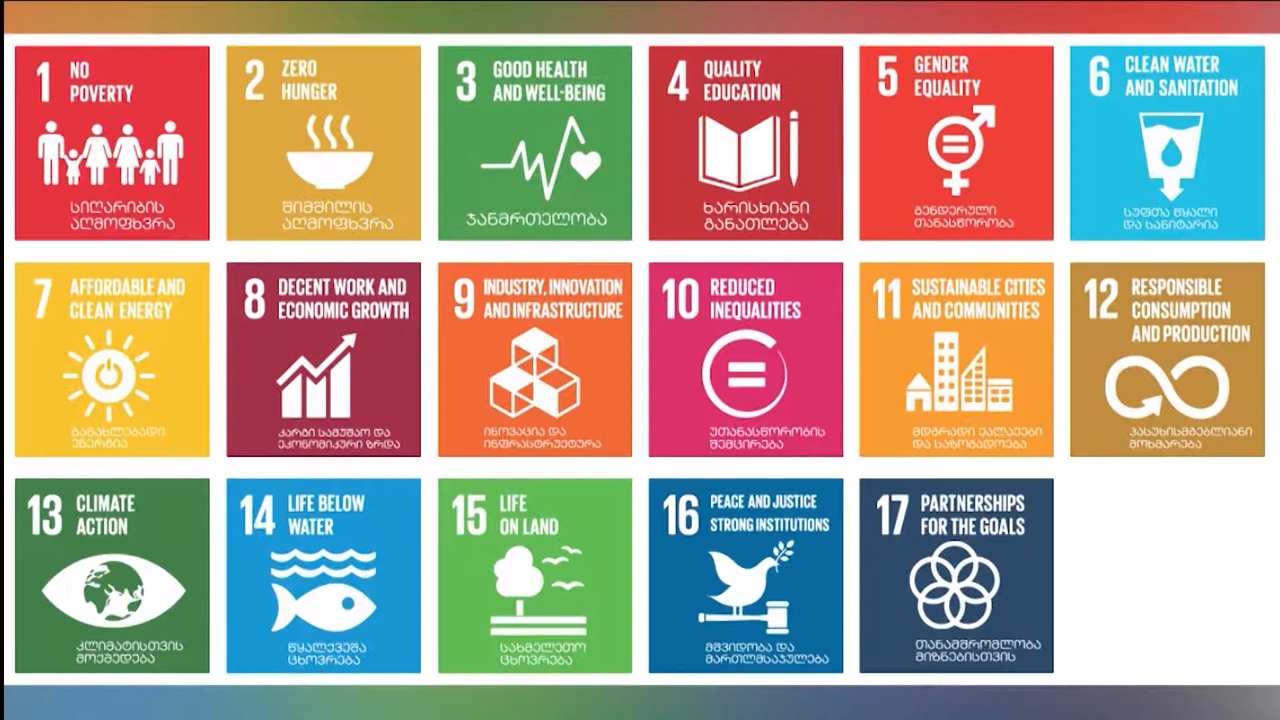 1 NO
POVERTY
სიღარიბის
აღმოფხვრა
2 ZERO
HUNGER
შიმშილის
აღმოფხვრა
3 GOOD HEALTH
AND WELL-BEING
ჯანმრთელობა
4 QUALITY
EDUCATION
ხარისხიანი
განათლება
5 GENDER
EQUALITY
გენდერული
თანასწორობა
6 CLEAN WATER
AND SANITATION
სუფთა წყალი
და სანიტარია
7 AFFORDABLE AND
CLEAN ENERGY
განახლებადი
ენერგია
8 DECENT WORK AND
ECONOMIC GROWTH
კარგი სამუშაო და
ეკონომიკური ზრდა
9 INDUSTRY, INNOVATION
AND INFRASTRUCTURE
ინოვაცია და
ინფრასტრუქტურა
10 REDUCED
INEQUALITIES
უთანასწორობის
შემცირება
11 SUSTAINABLE CITIES
AND COMMUNITIES
მდგრადი ქალაქები
და საზოგადოება
12 RESPONSIBLE
CONSUMPTION
AND PRODUCTION
პასუხისმგებლიანი
მოხმარება
13 CLIMATE
ACTION
კლიმატისთვის
მოქმედება
14 LIFE BELOW
WATER
წყალქვეშა
ცხოვრება
15 LIFE
ON LAND
სახმელეთო
ცხოვრება
16 PEACE AND JUSTICE
STRONG INSTITUTIONS
მშვიდობა და
მართლმსაჯულება
17 PARTNERSHIPS
FOR THE GOALS
თანამშრომლობა
მიზნებისთვის